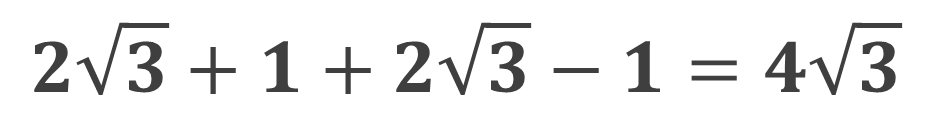 2√3 + 1 + 2√3 − 1 = 4√3